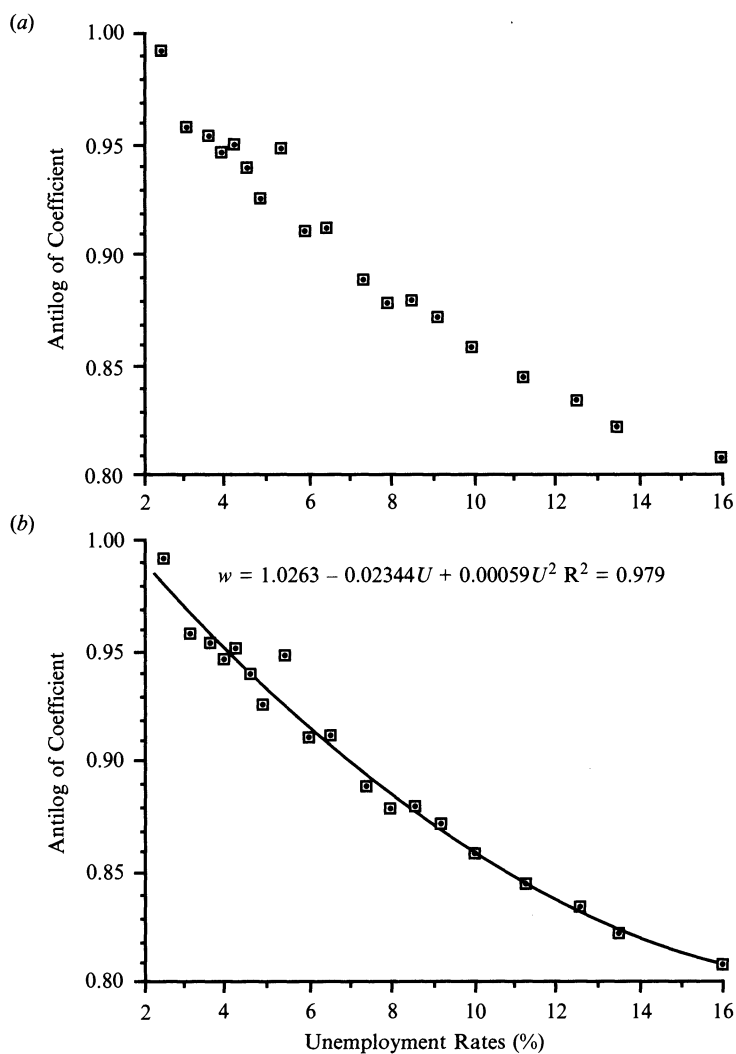 (a)
1.00
0.95
0.90
0.85
0.80
Antilog of Coefficient
2 4 6 8 10 12 14 16
(b)
w = 1.0263 – 0.02344U + 0.00059U² R² = 0.979
1.00
0.95
0.90
0.85
0.80
Antilog of Coefficient
2 4 6 8 10 12 14 16
Unemployment Rates (%)